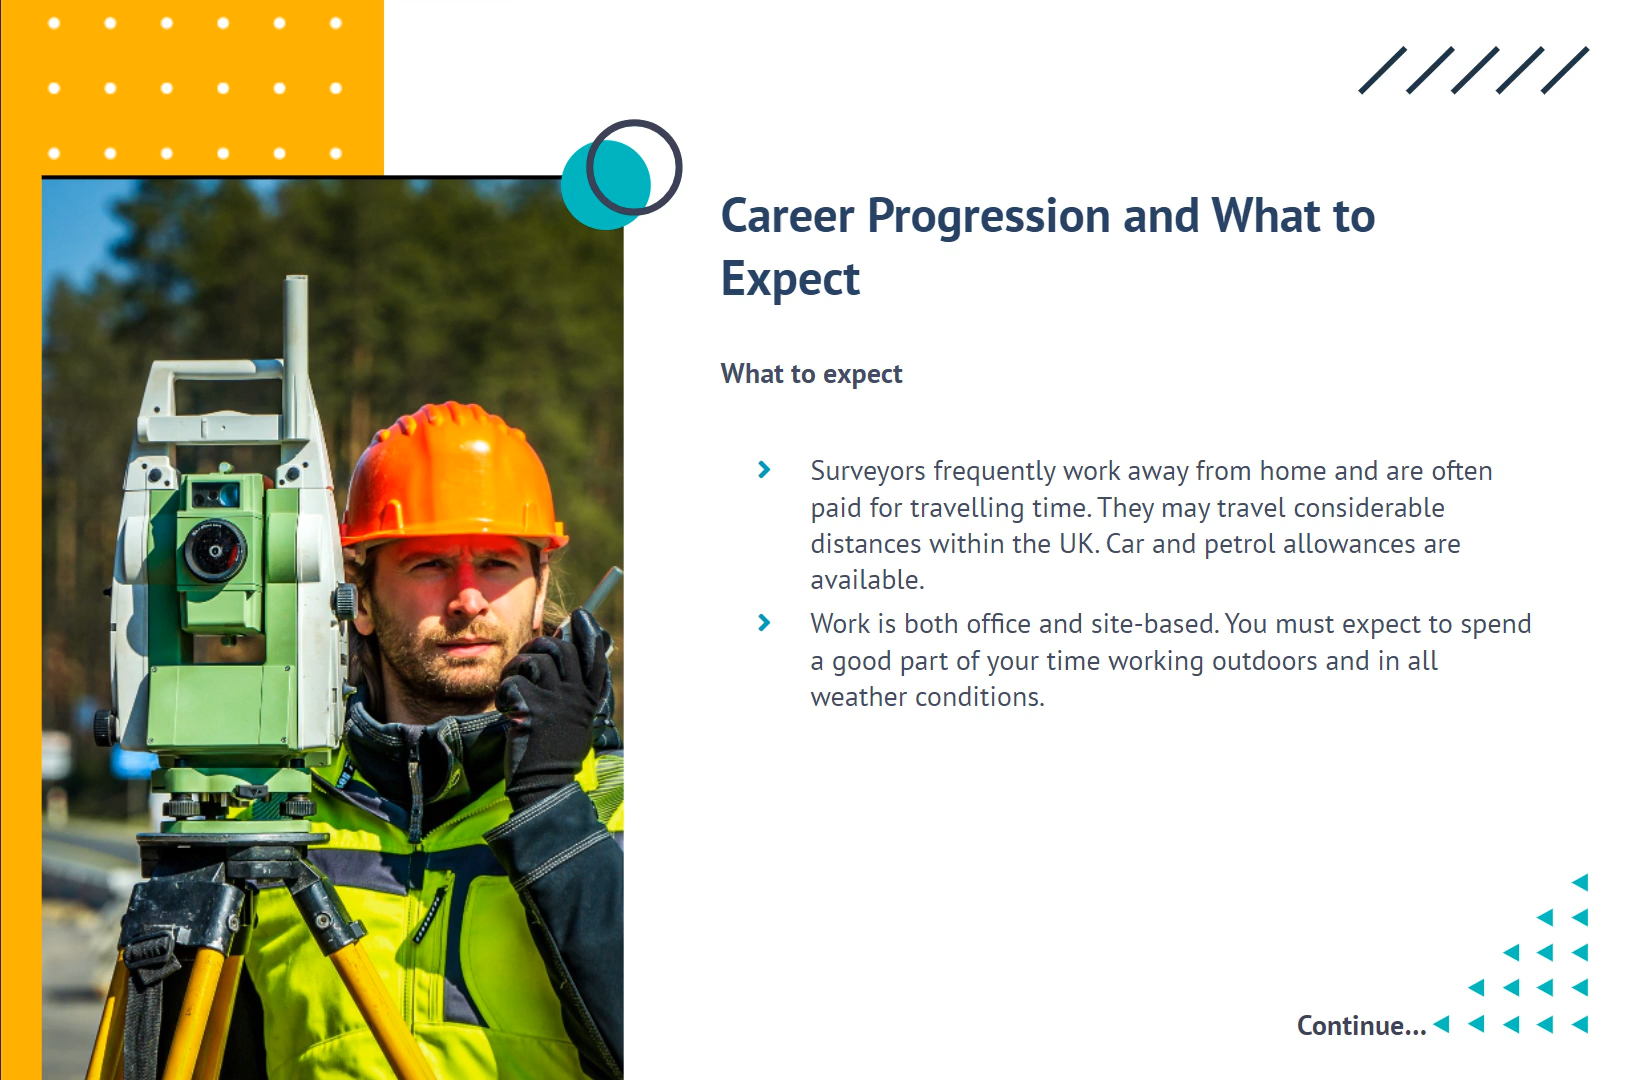 Career Progression and What to
Expect
What to expect
Surveyors frequently work away from home and are often
paid for travelling time. They may travel considerable
distances within the UK. Car and petrol allowances are
available.
Work is both office and site-based. You must expect to spend
a good part of your time working outdoors and in all
weather conditions.
Continue...